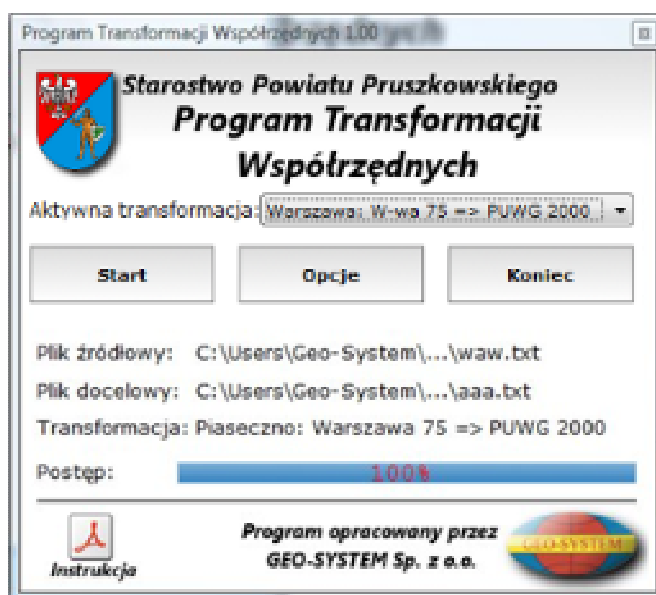 Program Transformacji Współrzędnych 1.00
Starostwo Powiatu Pruszkowskiego
Program Transformacji
Współrzędnych
Aktywna transformacja: Warszawa: W-wa 75 => PUWG 2000
Start Opcje Koniec
Plik źródłowy: C:\Users\Geo-System\...\waw.txt
Plik docelowy: C:\Users\Geo-System\...\aaa.txt
Transformacja: Piaseczno: Warszawa 75 => PUWG 2000
Postęp: 100%
Program opracowany przez
GEO-SYSTEM Sp. z o.o.
GEO-SYSTEM
Instrukcja